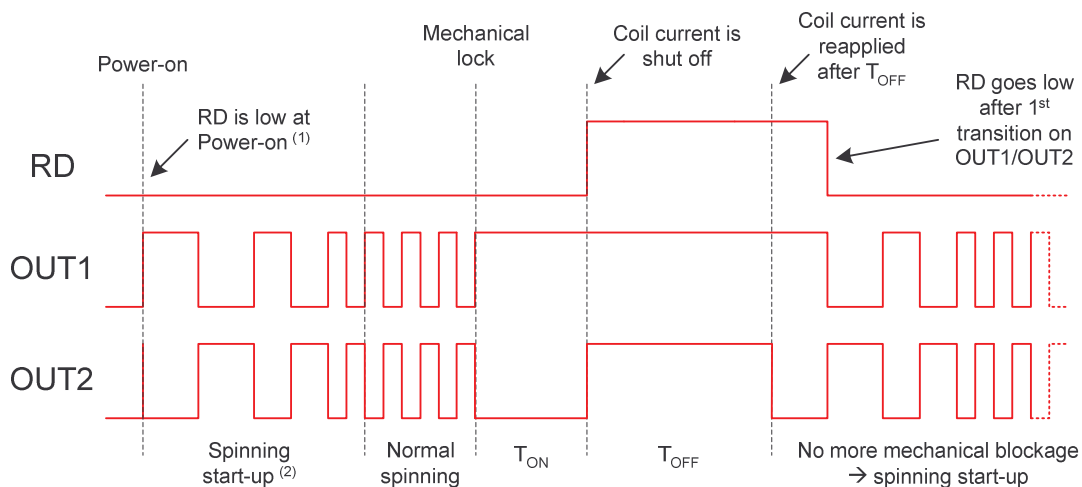 Power-on
Mechanical
lock
Coil current is
shut off
Coil current is
reapplied
after TOFF
RD is low at
Power-on (1)
RD goes low
after 1st
transition on
OUT1/OUT2
RD
OUT1
OUT2
Spinning
start-up (2)
Normal
spinning
TON
TOFF
No more mechanical blockage
→ spinning start-up